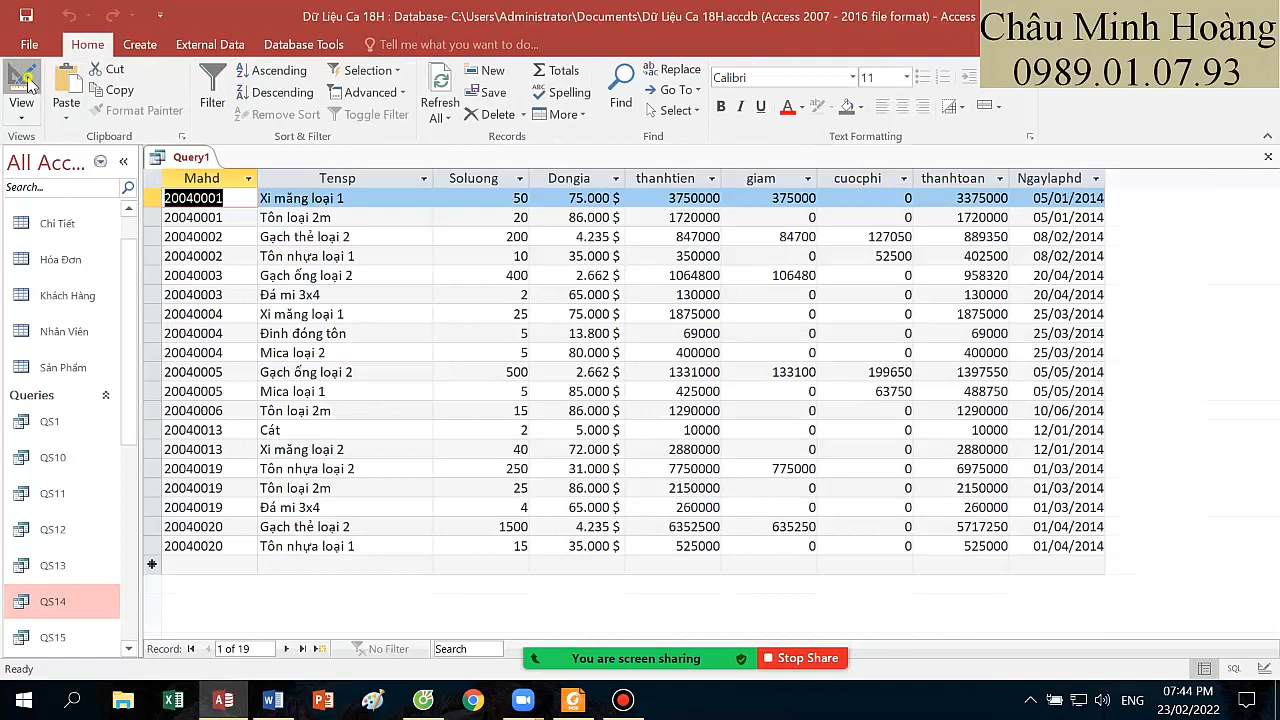 Dữ Liệu Ca 18H : Database- C:\Users\Administrator\Documents\Dữ Liệu Ca 18H.accdb (Access 2007 - 2016 file format) - Access
Châu Minh Hoàng
0989.01.07.93
File Home Create External Data Database Tools Tell me what you want to do...
View Paste Cut Copy Format Painter
Filter Ascending Descending Remove Sort Selection Advanced Toggle Filter
Refresh All New Save Delete Totals Spelling More
Find Replace Go To Select
Calibri 11
B I U A
Views Clipboard Sort & Filter Records Find Text Formatting
All Acc...
Search...
Chi Tiết
Hóa Đơn
Khách Hàng
Nhân Viên
Sản Phẩm
Queries
QS1
QS10
QS11
QS12
QS13
QS14
QS15
Query1
Mahd Tensp Soluong Dongia thanhtien giam cuocphi thanhtoan Ngaylaphd
20040001 Xi măng loại 1 50 75.000 $ 3750000 375000 0 3375000 05/01/2014
20040001 Tôn loại 2m 20 86.000 $ 1720000 0 0 1720000 05/01/2014
20040002 Gạch thẻ loại 2 200 4.235 $ 847000 84700 127050 889350 08/02/2014
20040002 Tôn nhựa loại 1 10 35.000 $ 350000 0 52500 402500 08/02/2014
20040003 Gạch ống loại 2 400 2.662 $ 1064800 106480 0 958320 20/04/2014
20040003 Đá mi 3x4 2 65.000 $ 130000 0 0 130000 20/04/2014
20040004 Xi măng loại 1 25 75.000 $ 1875000 0 0 1875000 25/03/2014
20040004 Đinh đóng tôn 5 13.800 $ 69000 0 0 69000 25/03/2014
20040004 Mica loại 2 5 80.000 $ 400000 0 0 400000 25/03/2014
20040005 Gạch ống loại 2 500 2.662 $ 1331000 133100 199650 1397550 05/05/2014
20040005 Mica loại 1 5 85.000 $ 425000 0 63750 488750 05/05/2014
20040006 Tôn loại 2m 15 86.000 $ 1290000 0 0 1290000 10/06/2014
20040013 Cát 2 5.000 $ 10000 0 0 10000 12/01/2014
20040013 Xi măng loại 2 40 72.000 $ 2880000 0 0 2880000 12/01/2014
20040019 Tôn nhựa loại 2 250 31.000 $ 7750000 775000 0 6975000 01/03/2014
20040019 Tôn loại 2m 25 86.000 $ 2150000 0 0 2150000 01/03/2014
20040019 Đá mi 3x4 4 65.000 $ 260000 0 0 260000 01/03/2014
20040020 Gạch thẻ loại 2 1500 4.235 $ 6352500 635250 0 5717250 01/04/2014
20040020 Tôn nhựa loại 1 15 35.000 $ 525000 0 0 525000 01/04/2014
Record: 1 of 19 No Filter Search
You are screen sharing Stop Share
Ready SQL
ENG 07:44 PM
23/02/2022